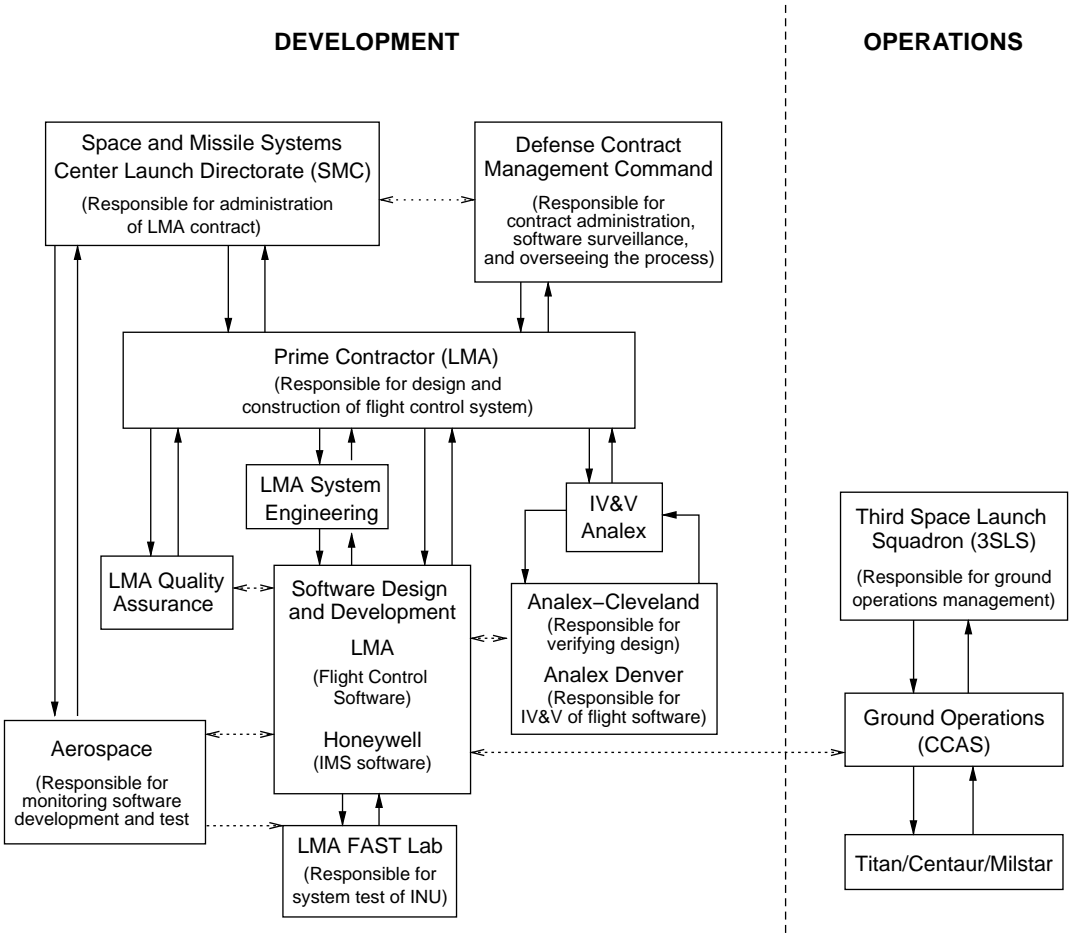 DEVELOPMENT
OPERATIONS
Space and Missile Systems
Center Launch Directorate (SMC)
(Responsible for administration
of LMA contract)
Defense Contract
Management Command
(Responsible for
contract administration,
software surveillance,
and overseeing the process)
Prime Contractor (LMA)
(Responsible for design and
construction of flight control system)
LMA System
Engineering
IV&V
Analex
LMA Quality
Assurance
Software Design
and Development
LMA
(Flight Control
Software)
Honeywell
(IMS software)
Analex−Cleveland
(Responsible for
verifying design)
Analex Denver
(Responsible for
IV&V of flight software)
Third Space Launch
Squadron (3SLS)
(Responsible for ground
operations management)
Aerospace
(Responsible for
monitoring software
development and test
Ground Operations
(CCAS)
LMA FAST Lab
(Responsible for
system test of INU)
Titan/Centaur/Milstar